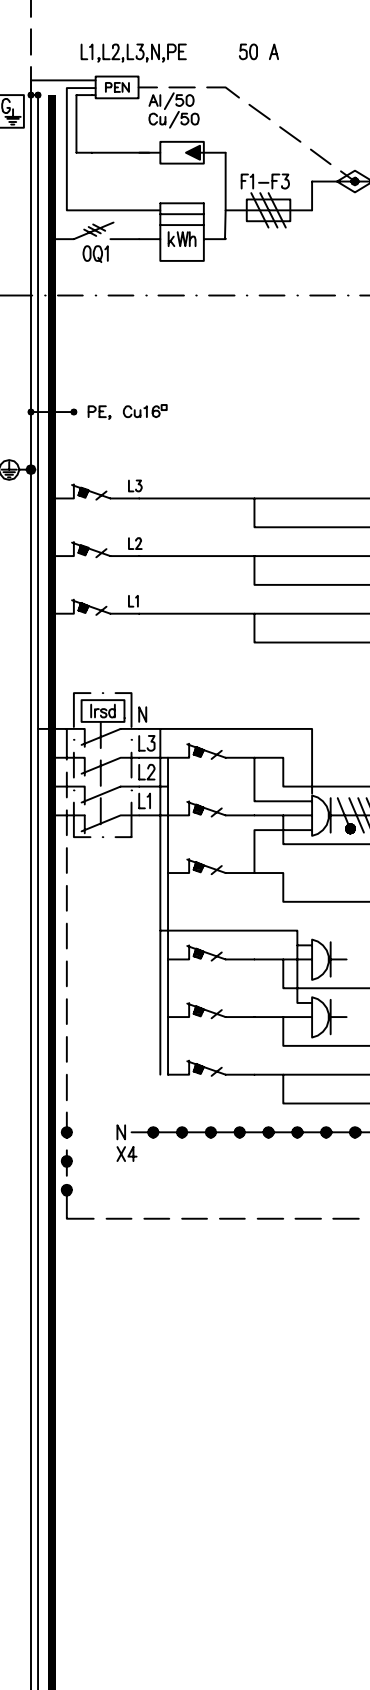 L1,L2,L3,N,PE 50 A
PEN
G
Al/50
Cu/50
F1-F3
kWh
0Q1
PE, Cu16□
L3
L2
L1
Irsd
N
L3
L2
L1
N
X4